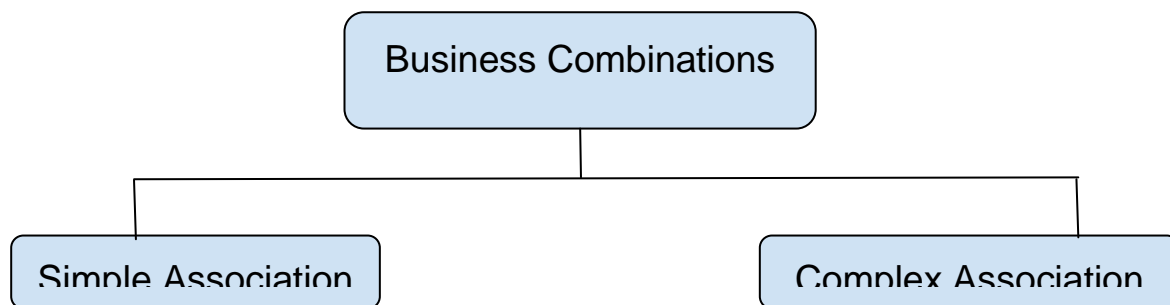 Business Combinations
Simple Association
Complex Association